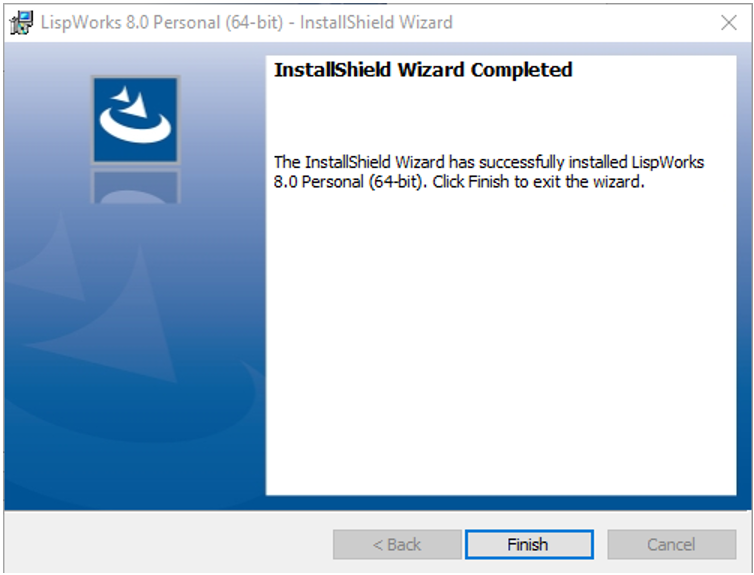 LispWorks 8.0 Personal (64-bit) - InstallShield Wizard
InstallShield Wizard Completed
The InstallShield Wizard has successfully installed LispWorks
8.0 Personal (64-bit). Click Finish to exit the wizard.
< Back
Finish
Cancel